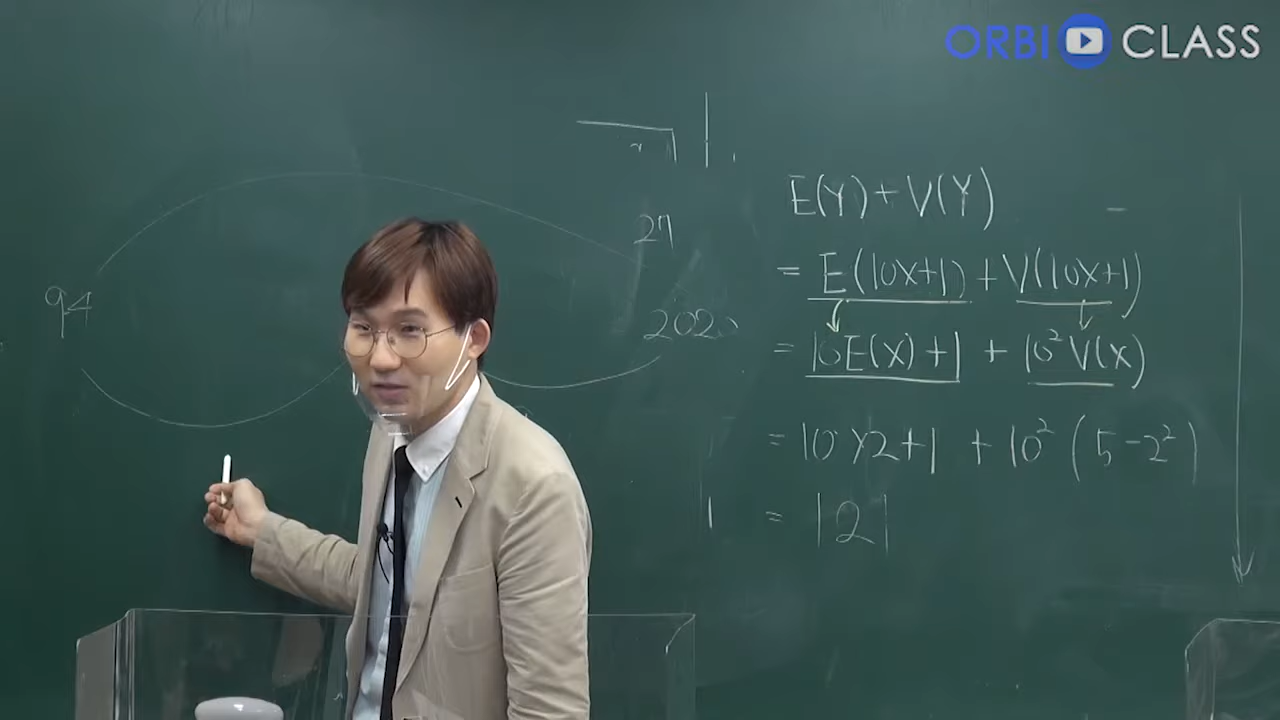 ORBI CLASS
94
27
2020
E(Y)+V(Y)
= E(10X+1)+V(10X+1)
= 10E(X)+1 + 10²V(X)
= 10×2+1 + 10²(5-2²)
= 121